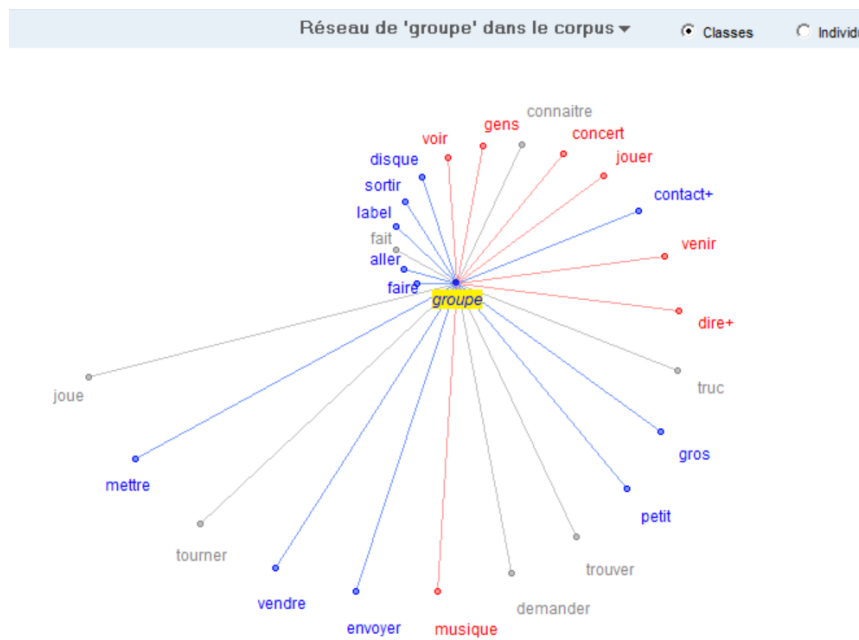 Réseau de 'groupe' dans le corpus
Classes
Individu
connaitre
gens
concert
voir
jouer
disque
sortir
contact+
label
fait
venir
aller
faire
groupe
dire+
truc
joue
gros
mettre
petit
tourner
trouver
vendre
demander
envoyer
musique